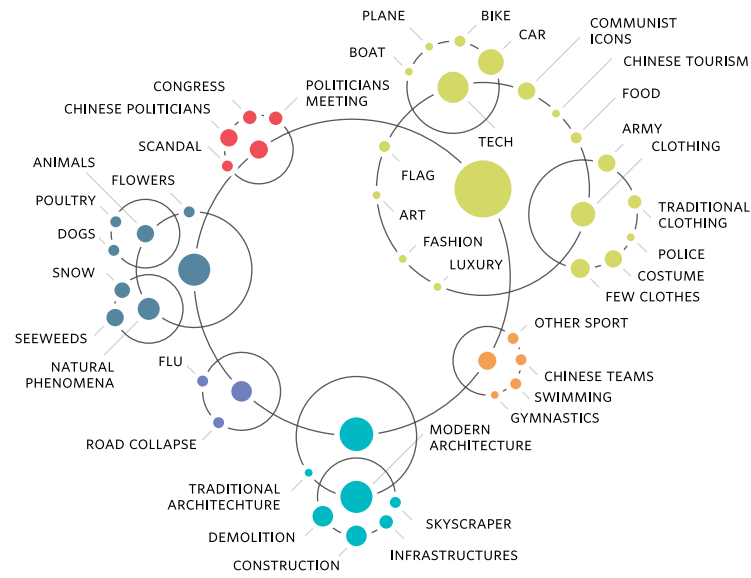 PLANE
BIKE
BOAT
CAR
COMMUNIST
ICONS
CHINESE TOURISM
FOOD
ARMY
CLOTHING
TECH
FLAG
ART
FASHION
LUXURY
TRADITIONAL
CLOTHING
POLICE
COSTUME
FEW CLOTHES
CONGRESS
POLITICIANS
MEETING
CHINESE POLITICIANS
SCANDAL
ANIMALS
FLOWERS
POULTRY
DOGS
SNOW
SEEWEEDS
NATURAL
PHENOMENA
FLU
ROAD COLLAPSE
OTHER SPORT
CHINESE TEAMS
SWIMMING
GYMNASTICS
MODERN
ARCHITECTURE
TRADITIONAL
ARCHITECHTURE
DEMOLITION
CONSTRUCTION
SKYSCRAPER
INFRASTRUCTURES